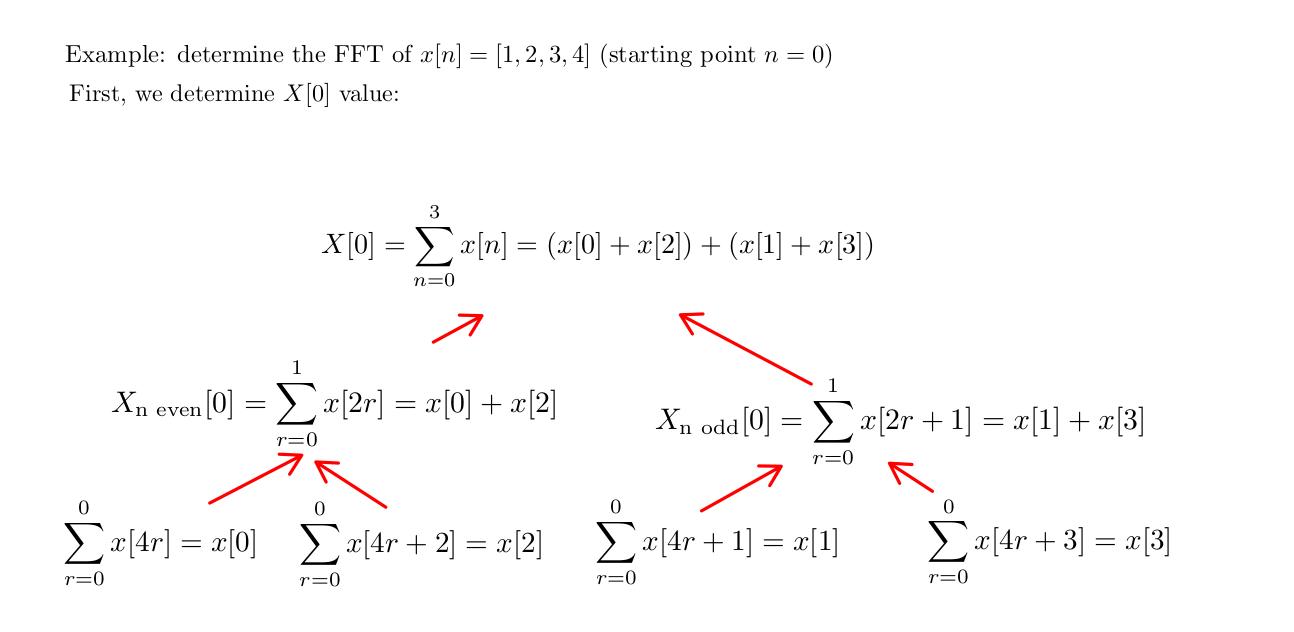 Example: determine the FFT of x[n] = [1, 2, 3, 4] (starting point n = 0)
First, we determine X[0] value:
X[0] = \sum_{n=0}^{3} x[n] = (x[0] + x[2]) + (x[1] + x[3])
X_{n even}[0] = \sum_{r=0}^{1} x[2r] = x[0] + x[2]
X_{n odd}[0] = \sum_{r=0}^{1} x[2r + 1] = x[1] + x[3]
\sum_{r=0}^{0} x[4r] = x[0]
\sum_{r=0}^{0} x[4r + 2] = x[2]
\sum_{r=0}^{0} x[4r + 1] = x[1]
\sum_{r=0}^{0} x[4r + 3] = x[3]